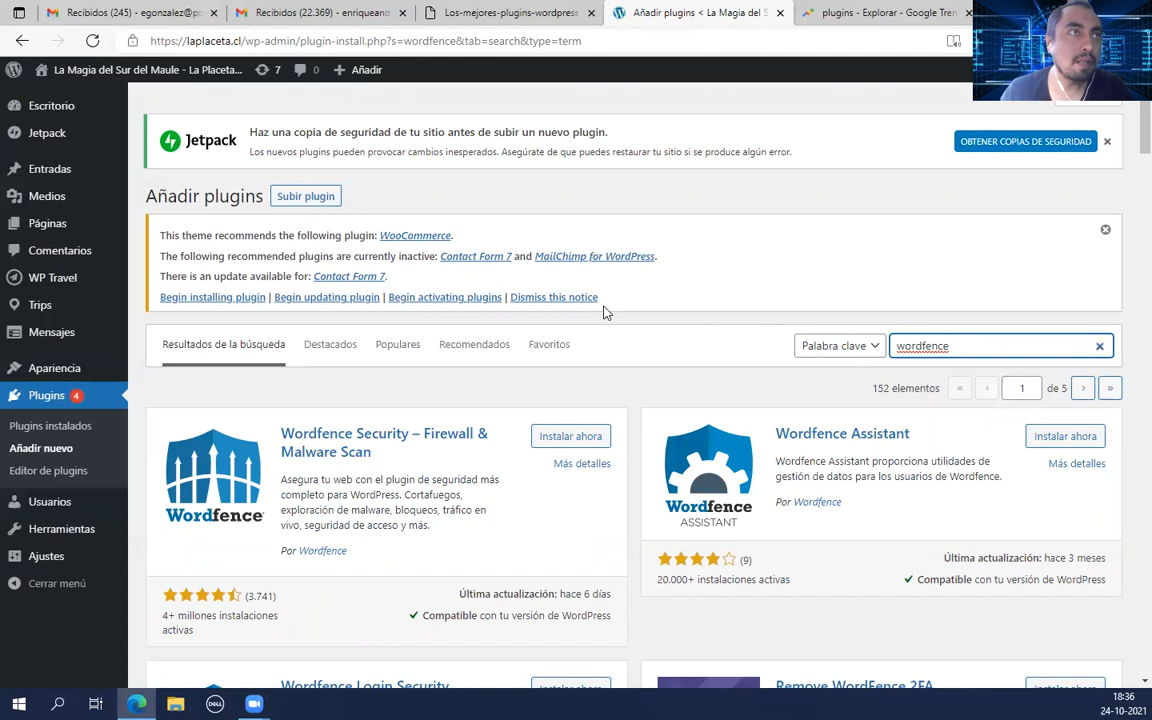 Recibidos (245) - egonzalez@po
Recibidos (22.369) - enriqueand
Los-mejores-plugins-wordpress
Añadir plugins < La Magia del S
plugins - Explorar - Google Tren
https://laplaceta.cl/wp-admin/plugin-install.php?s=wordfence&tab=search&type=term
La Magia del Sur del Maule - La Placeta...
7
0
Añadir
Escritorio
Jetpack
Entradas
Medios
Páginas
Comentarios
WP Travel
Trips
Mensajes
Apariencia
Plugins 4
Plugins instalados
Añadir nuevo
Editor de plugins
Usuarios
Herramientas
Ajustes
Cerrar menú
Jetpack
Haz una copia de seguridad de tu sitio antes de subir un nuevo plugin.
Los nuevos plugins pueden provocar cambios inesperados. Asegúrate de que puedes restaurar tu sitio si se produce algún error.
OBTENER COPIAS DE SEGURIDAD
Añadir plugins
Subir plugin
This theme recommends the following plugin: WooCommerce.
The following recommended plugins are currently inactive: Contact Form 7 and MailChimp for WordPress.
There is an update available for: Contact Form 7.
Begin installing plugin | Begin updating plugin | Begin activating plugins | Dismiss this notice
Resultados de la búsqueda
Destacados
Populares
Recomendados
Favoritos
Palabra clave
wordfence
152 elementos
«
‹
1
de 5
›
»
Wordfence
Wordfence Security – Firewall &
Malware Scan
Instalar ahora
Más detalles
Asegura tu web con el plugin de seguridad más
completo para WordPress. Cortafuegos,
exploración de malware, bloqueos, tráfico en
vivo, seguridad de acceso y más.
Por Wordfence
(3.741)
4+ millones instalaciones
activas
Última actualización: hace 6 días
Compatible con tu versión de WordPress
Wordfence
ASSISTANT
Wordfence Assistant
Instalar ahora
Más detalles
Wordfence Assistant proporciona utilidades de
gestión de datos para los usuarios de Wordfence.
Por Wordfence
(9)
20.000+ instalaciones activas
Última actualización: hace 3 meses
Compatible con tu versión de WordPress
Wordfence Login Security
Instalar ahora
Remove WordFence 2FA
Instalar ahora
DELL
18:36
24-10-2021